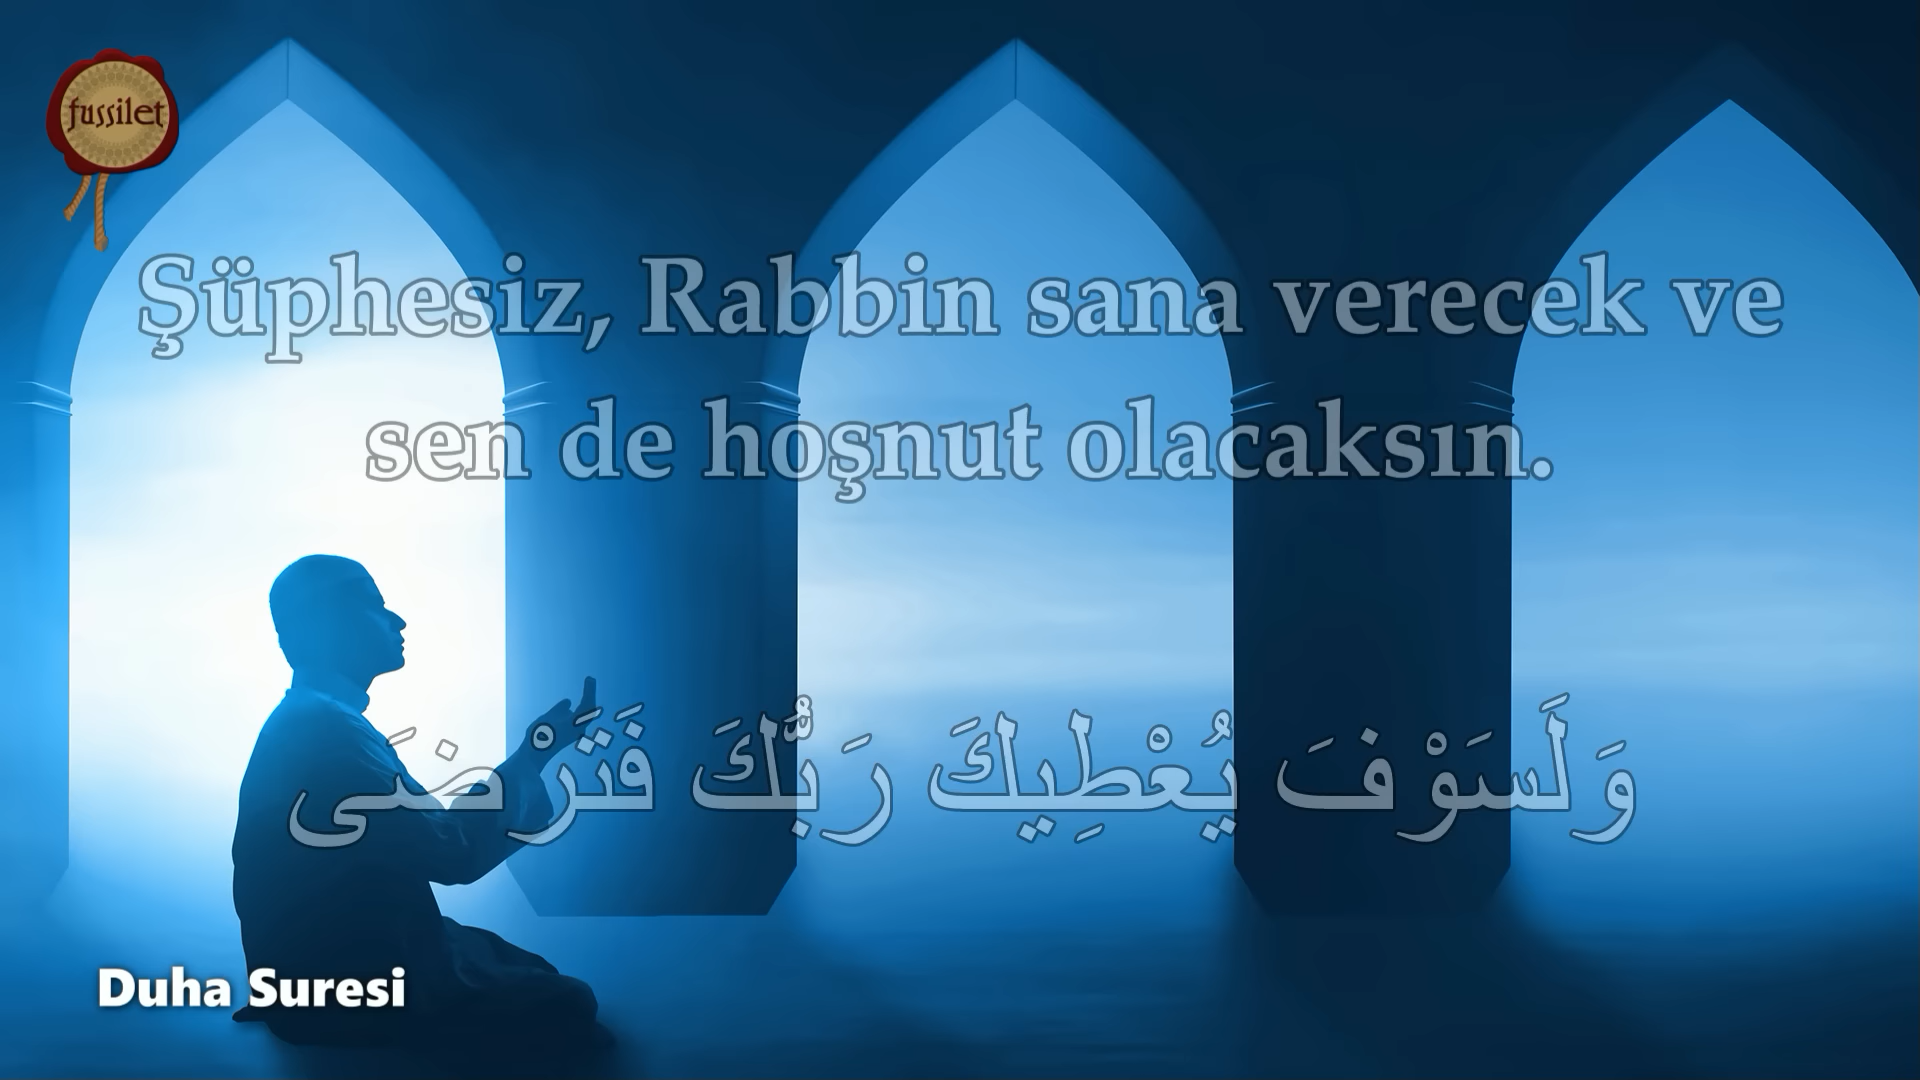 fussilet
Şüphesiz, Rabbin sana verecek ve
sen de hoşnut olacaksın.
وَلَسَوْفَ يُعْطِيكَ رَبُّكَ فَتَرْضَى
Duha Suresi